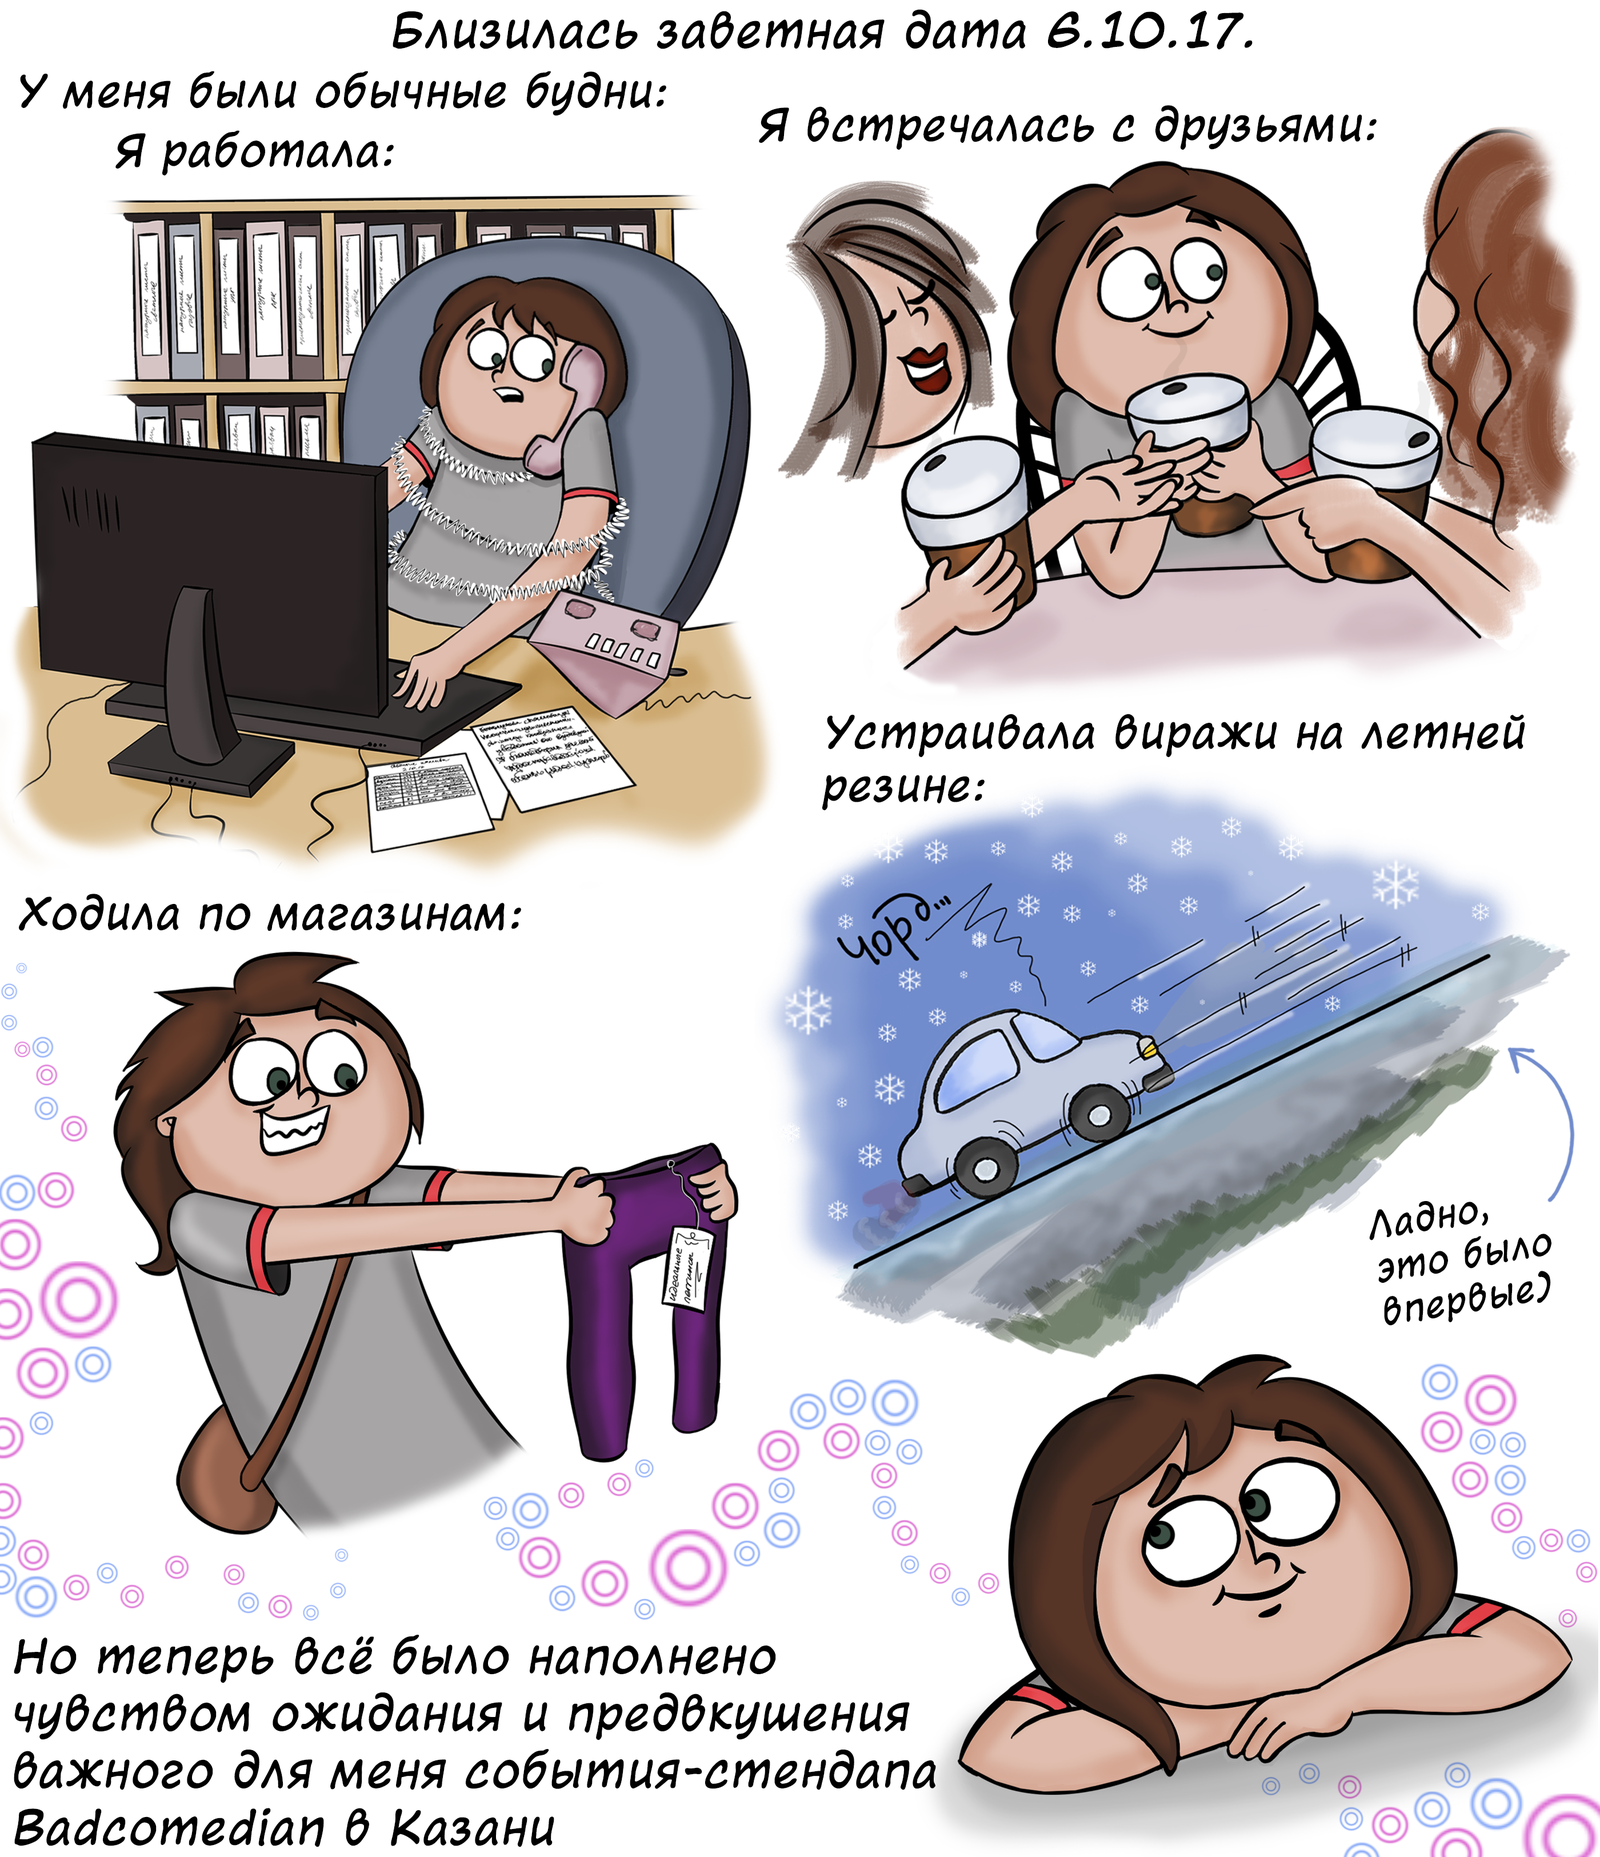 Близилась заветная дата 6.10.17.
У меня были обычные будни:
Я работала:
Я встречалась с друзьями:
Устраивала виражи на летней
резине:
Чорд...
Ладно,
это было
впервые)
Ходила по магазинам:
идеальные
леггинсы
Но теперь всё было наполнено
чувством ожидания и предвкушения
важного для меня события-стендапа
Badcomedian в Казани